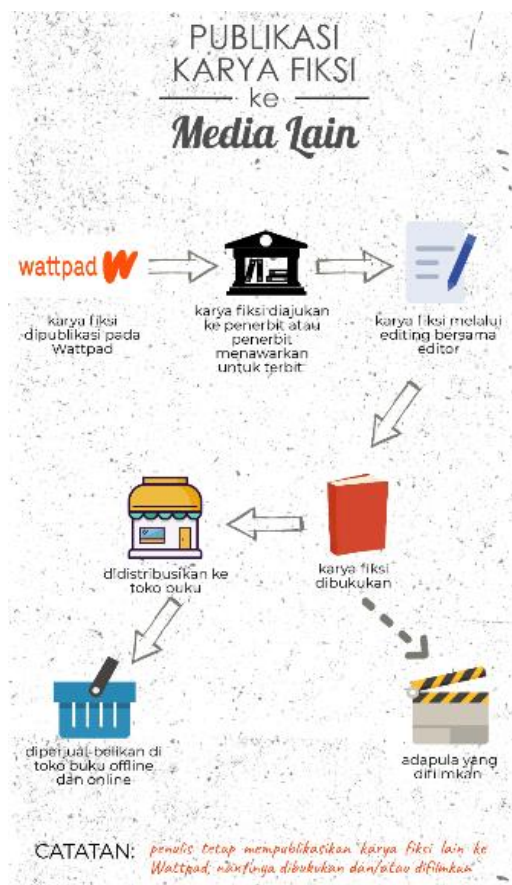 PUBLIKASI
KARYA FIKSI
ke
Media Lain
wattpad
karya fiksi
dipublikasi pada
Wattpad
karya fiksi diajukan
ke penerbit atau
penerbit
menawarkan
untuk terbit
karya fiksi melalui
editing bersama
editor
didistribusikan ke
toko buku
karya fiksi
dibukukan
diperjual-belikan di
toko buku offline
dan online
adapula yang
difilmkan
CATATAN: penulis tetap mempublikasikan karya fiksi lain ke
Wattpad, nantinya dibukukan dan/atau difilmkan